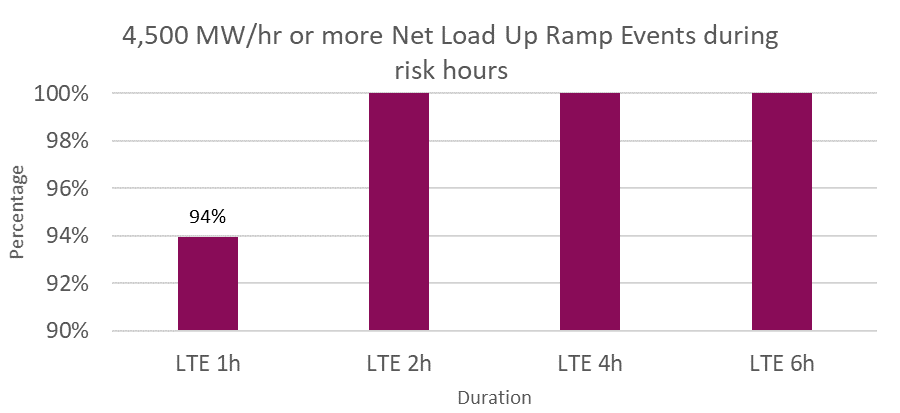 4,500 MW/hr or more Net Load Up Ramp Events during
risk hours
100%
98%
96%
94%
92%
90%
Percentage
94%
LTE 1h
LTE 2h
LTE 4h
LTE 6h
Duration